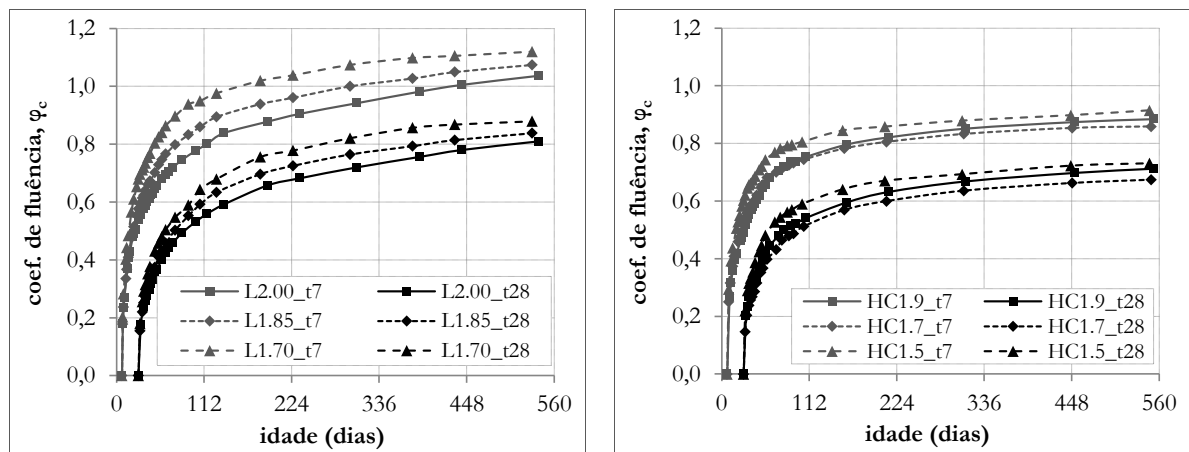 coef. de fluência, φc
1,2
1,0
0,8
0,6
0,4
0,2
0,0
L2.00_t7
L2.00_t28
L1.85_t7
L1.85_t28
L1.70_t7
L1.70_t28
0
112
224
336
448
560
idade (dias)
coef. de fluência, φc
1,2
1,0
0,8
0,6
0,4
0,2
0,0
HC1.9_t7
HC1.9_t28
HC1.7_t7
HC1.7_t28
HC1.5_t7
HC1.5_t28
0
112
224
336
448
560
idade (dias)